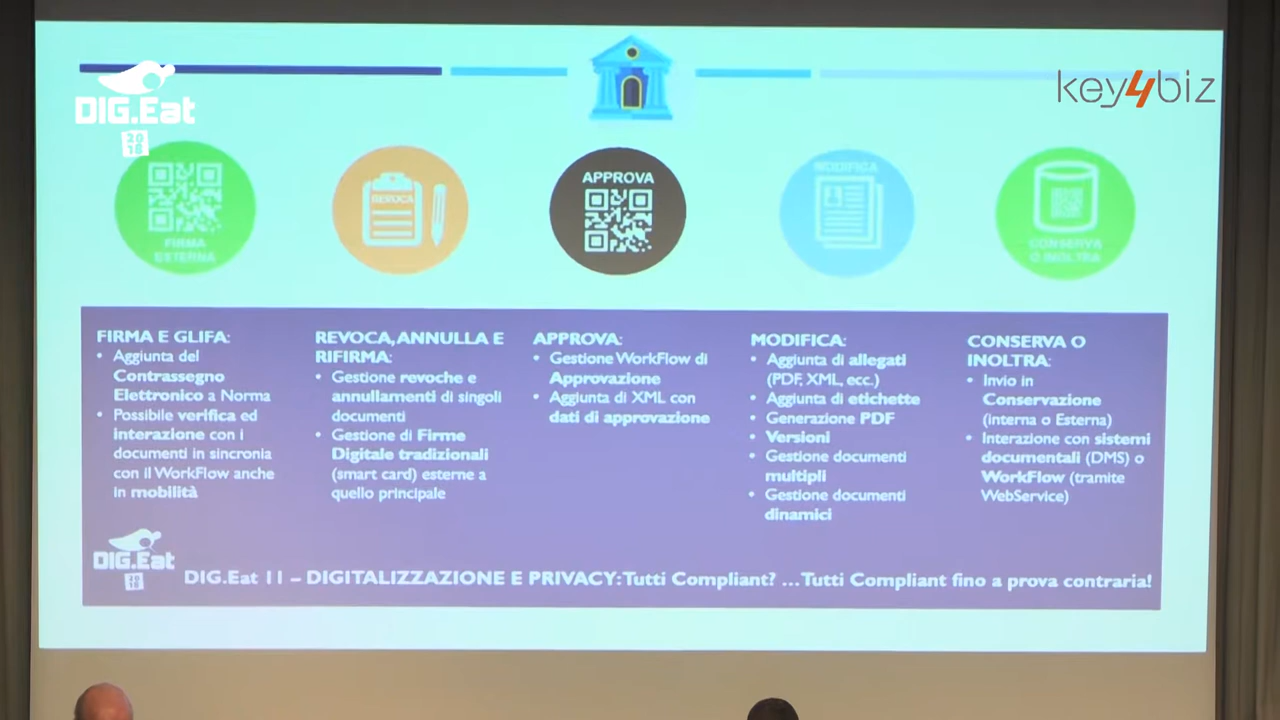 DIG.Eat
2018
key4biz
FIRMA
ESTERNA
REVOCA
APPROVA
MODIFICA
CONSERVA
O INOLTRA
FIRMA E GLIFA:
• Aggiunta del
Contrassegno
Elettronico a Norma
• Possibile verifica ed
interazione con i
documenti in sincronia
con il WorkFlow anche
in mobilità
REVOCA, ANNULLA E
RIFIRMA:
• Gestione revoche e
annullamenti di singoli
documenti
• Gestione di Firme
Digitale tradizionali
(smart card) esterne a
quello principale
APPROVA:
• Gestione WorkFlow di
Approvazione
• Aggiunta di XML con
dati di approvazione
MODIFICA:
• Aggiunta di allegati
(PDF, XML, ecc.)
• Aggiunta di etichette
• Generazione PDF
• Versioni
• Gestione documenti
multipli
• Gestione documenti
dinamici
CONSERVA O
INOLTRA:
• Invio in
Conservazione
(interna o Esterna)
• Interazione con sistemi
documentali (DMS) o
WorkFlow (tramite
WebService)
DIG.Eat
2018
DIG.Eat II – DIGITALIZZAZIONE E PRIVACY: Tutti Compliant? ...Tutti Compliant fino a prova contraria!